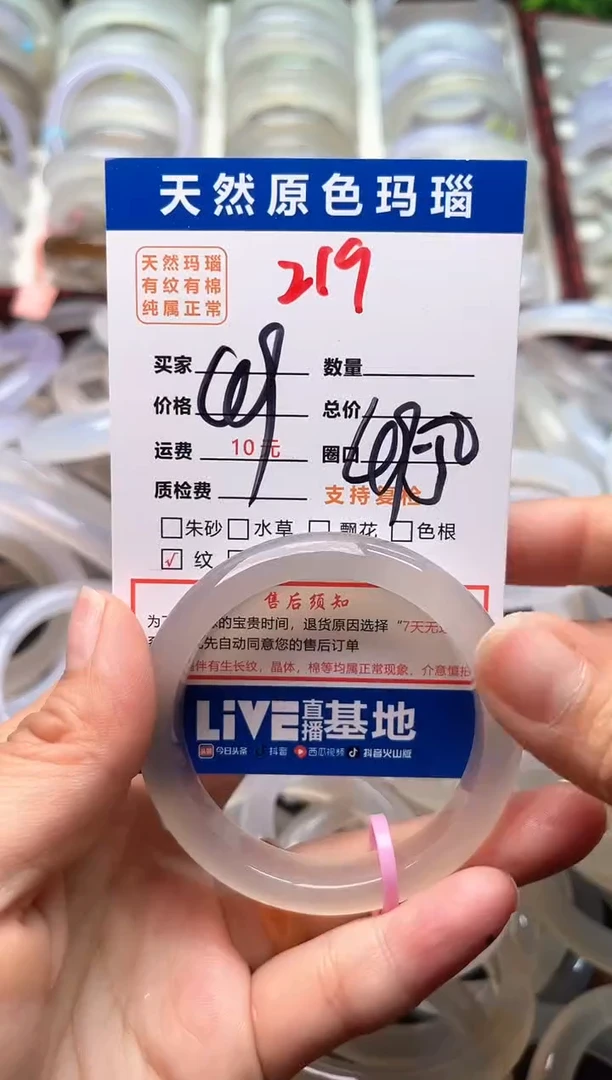 天然原色玛瑙
天然玛瑙
有纹有棉
纯属正常
219
买家 数量
价格 总价
运费 10元 圈口
质检费 支持复检
朱砂 水草 飘花 色根
√ 纹
售后须知
的宝贵时间，退货原因选择"7天无
先自动同意您的售后订单
件有生长纹，晶体，棉等均属正常现象，介意慎拍
LiVE直播基地
今日头条 抖音 西瓜视频 抖音火山版